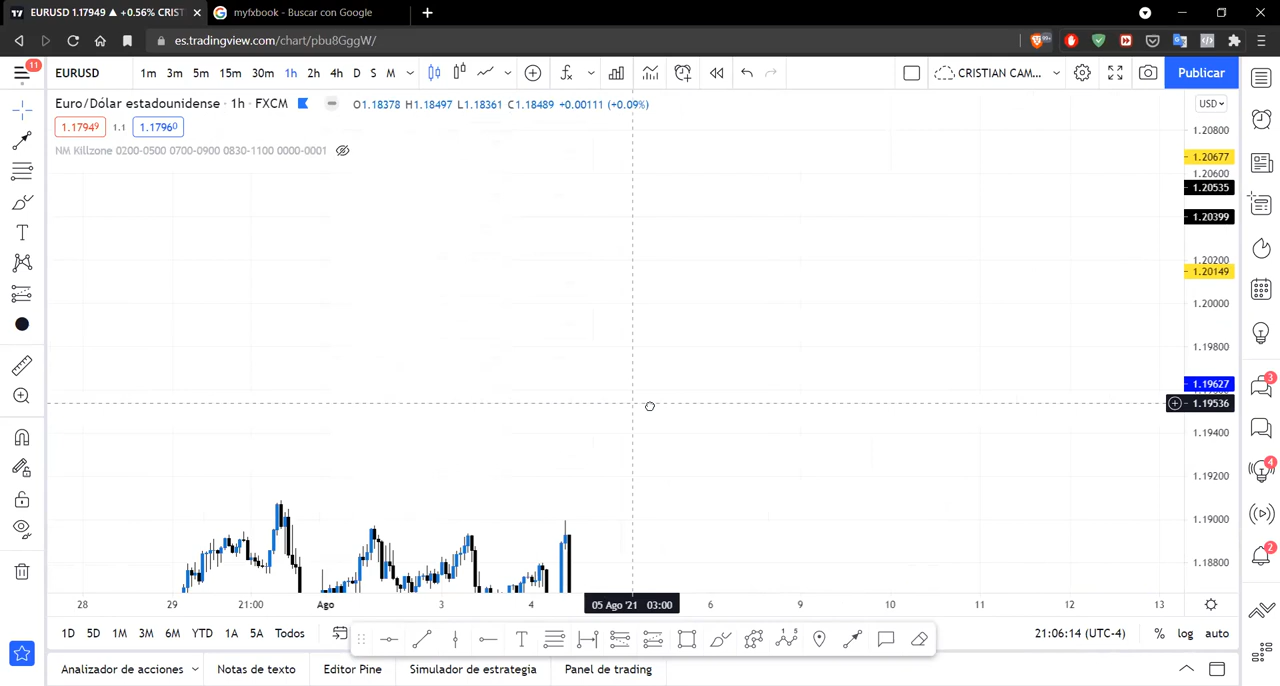 EURUSD 1.17949 ▲ +0.56% CRIST
myfxbook - Buscar con Google
es.tradingview.com/chart/pbu8GggW/
99+
11
EURUSD
1m 3m 5m 15m 30m 1h 2h 4h D S M
CRISTIAN CAM...
Publicar
Euro/Dólar estadounidense · 1h · FXCM
O1.18378 H1.18497 L1.18361 C1.18489 +0.00111 (+0.09%)
USD
1.17949 1.1 1.17960
NM Killzone 0200-0500 0700-0900 0830-1100 0000-0001
1.20800
1.20677
1.20600
1.20535
1.20399
1.20200
1.20149
1.20000
1.19800
1.19627
1.19536
1.19400
1.19200
1.19000
1.18800
3
4
2
28 29 21:00 Ago 3 4 05 Ago '21 03:00 6 9 10 11 12 13
1D 5D 1M 3M 6M YTD 1A 5A Todos
21:06:14 (UTC-4) % log auto
Analizador de acciones Notas de texto Editor Pine Simulador de estrategia Panel de trading